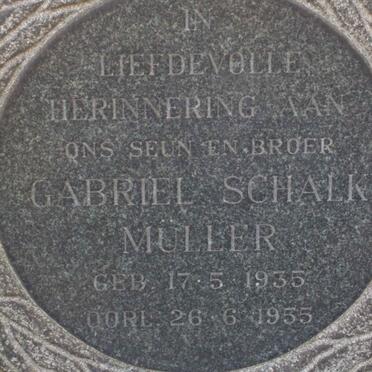 IN
LIEFDEVOLLE
HERINNERING AAN
ONS SEUN EN BROER
GABRIEL SCHALK
MULLER
GEB. 17·5·1935
OORL. 26·6·1955